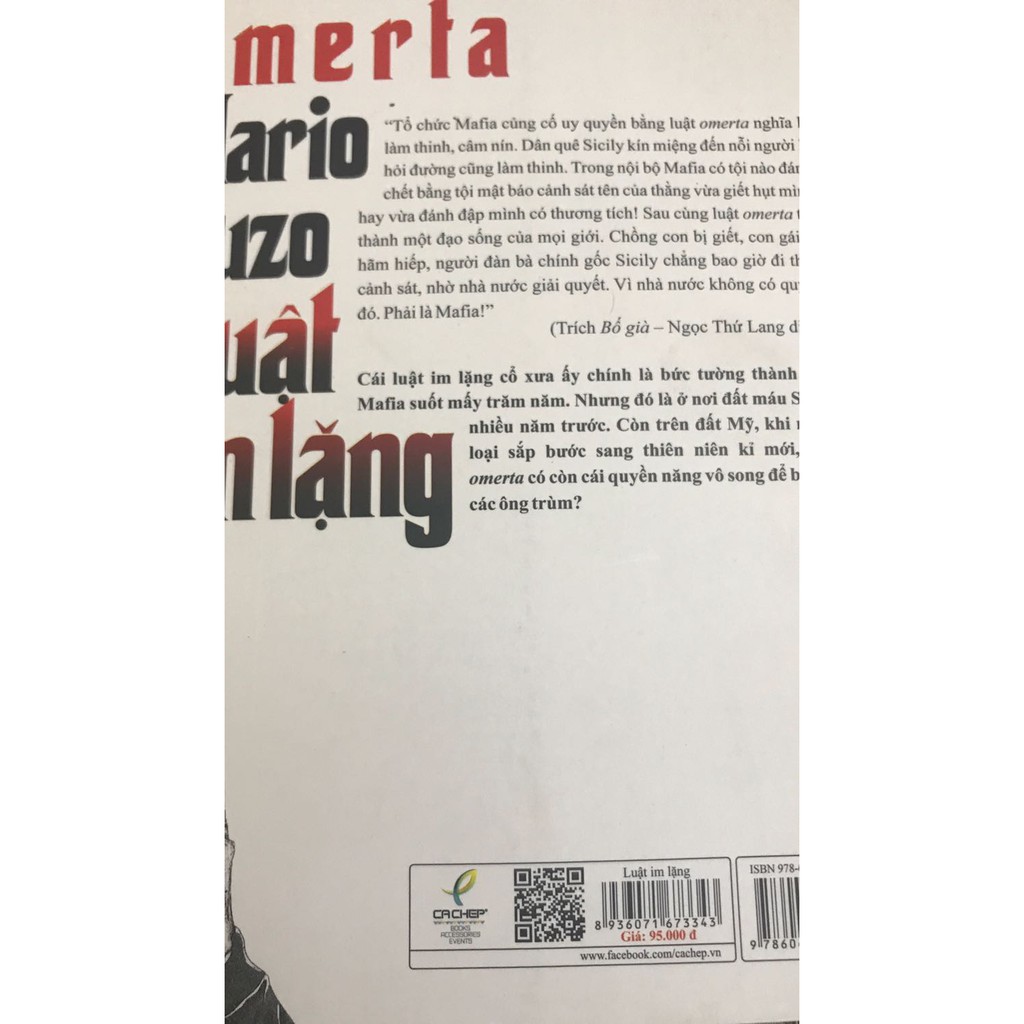 merta
ario
uzo
uật
lặng
“Tổ chức Mafia củng cố uy quyền bằng luật omerta nghĩa
làm thinh, câm nín. Dân quê Sicily kín miệng đến nỗi người
hỏi đường cũng làm thinh. Trong nội bộ Mafia có tội nào
chết bằng tội mật báo cảnh sát tên của thằng vừa giết hụt
hay vừa đánh đập mình có thương tích! Sau cùng luật omerta
thành một đạo sống của mọi giới. Chồng con bị giết, con gái
hãm hiếp, người đàn bà chính gốc Sicily chẳng bao giờ đi
cảnh sát, nhờ nhà nước giải quyết. Vì nhà nước không có
đó. Phải là Mafia!”
(Trích Bố già – Ngọc Thứ Lang
Cái luật im lặng cổ xưa ấy chính là bức tường thành
Mafia suốt mấy trăm năm. Nhưng đó là ở nơi đất máu
nhiều năm trước. Còn trên đất Mỹ, khi
loại sắp bước sang thiên niên kỉ mới,
omerta có còn cái quyền năng vô song để
các ông trùm?
CACHEP
BOOKS
ACCESSORIES
EVENTS
Luật im lặng
8 936071 673343
Giá: 95.000 đ
www.facebook.com/cachep.vn
ISBN 978-
9 7860